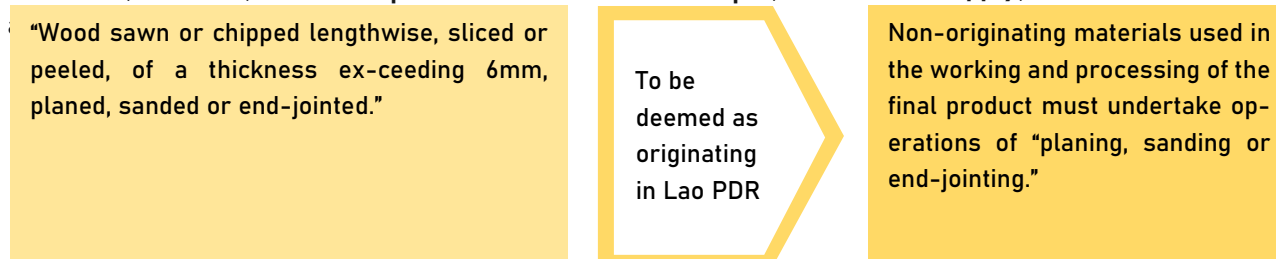 “Wood sawn or chipped lengthwise, sliced or
peeled, of a thickness ex-ceeding 6mm,
planed, sanded or end-jointed.”
To be
deemed as
originating
in Lao PDR
Non-originating materials used in
the working and processing of the
final product must undertake op-
erations of “planing, sanding or
end-jointing.”